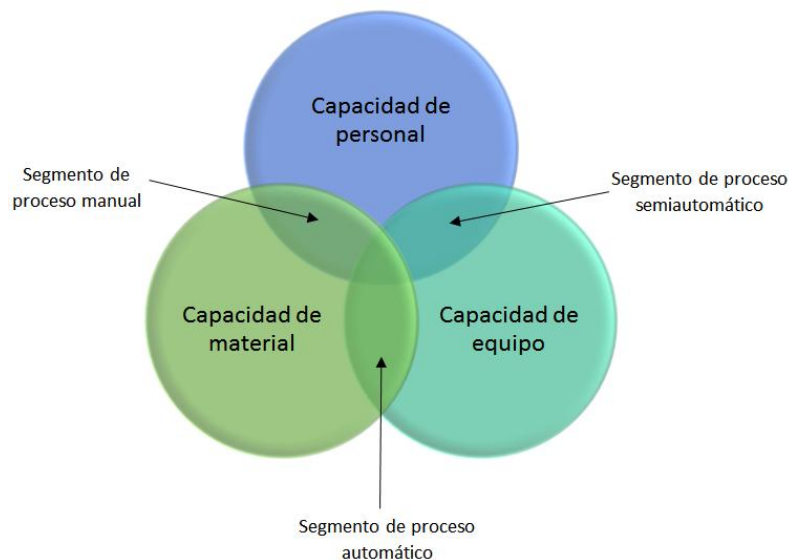 Capacidad de
personal
Segmento de
proceso manual
Segmento de proceso
semiautomático
Capacidad de
material
Capacidad de
equipo
Segmento de proceso
automático